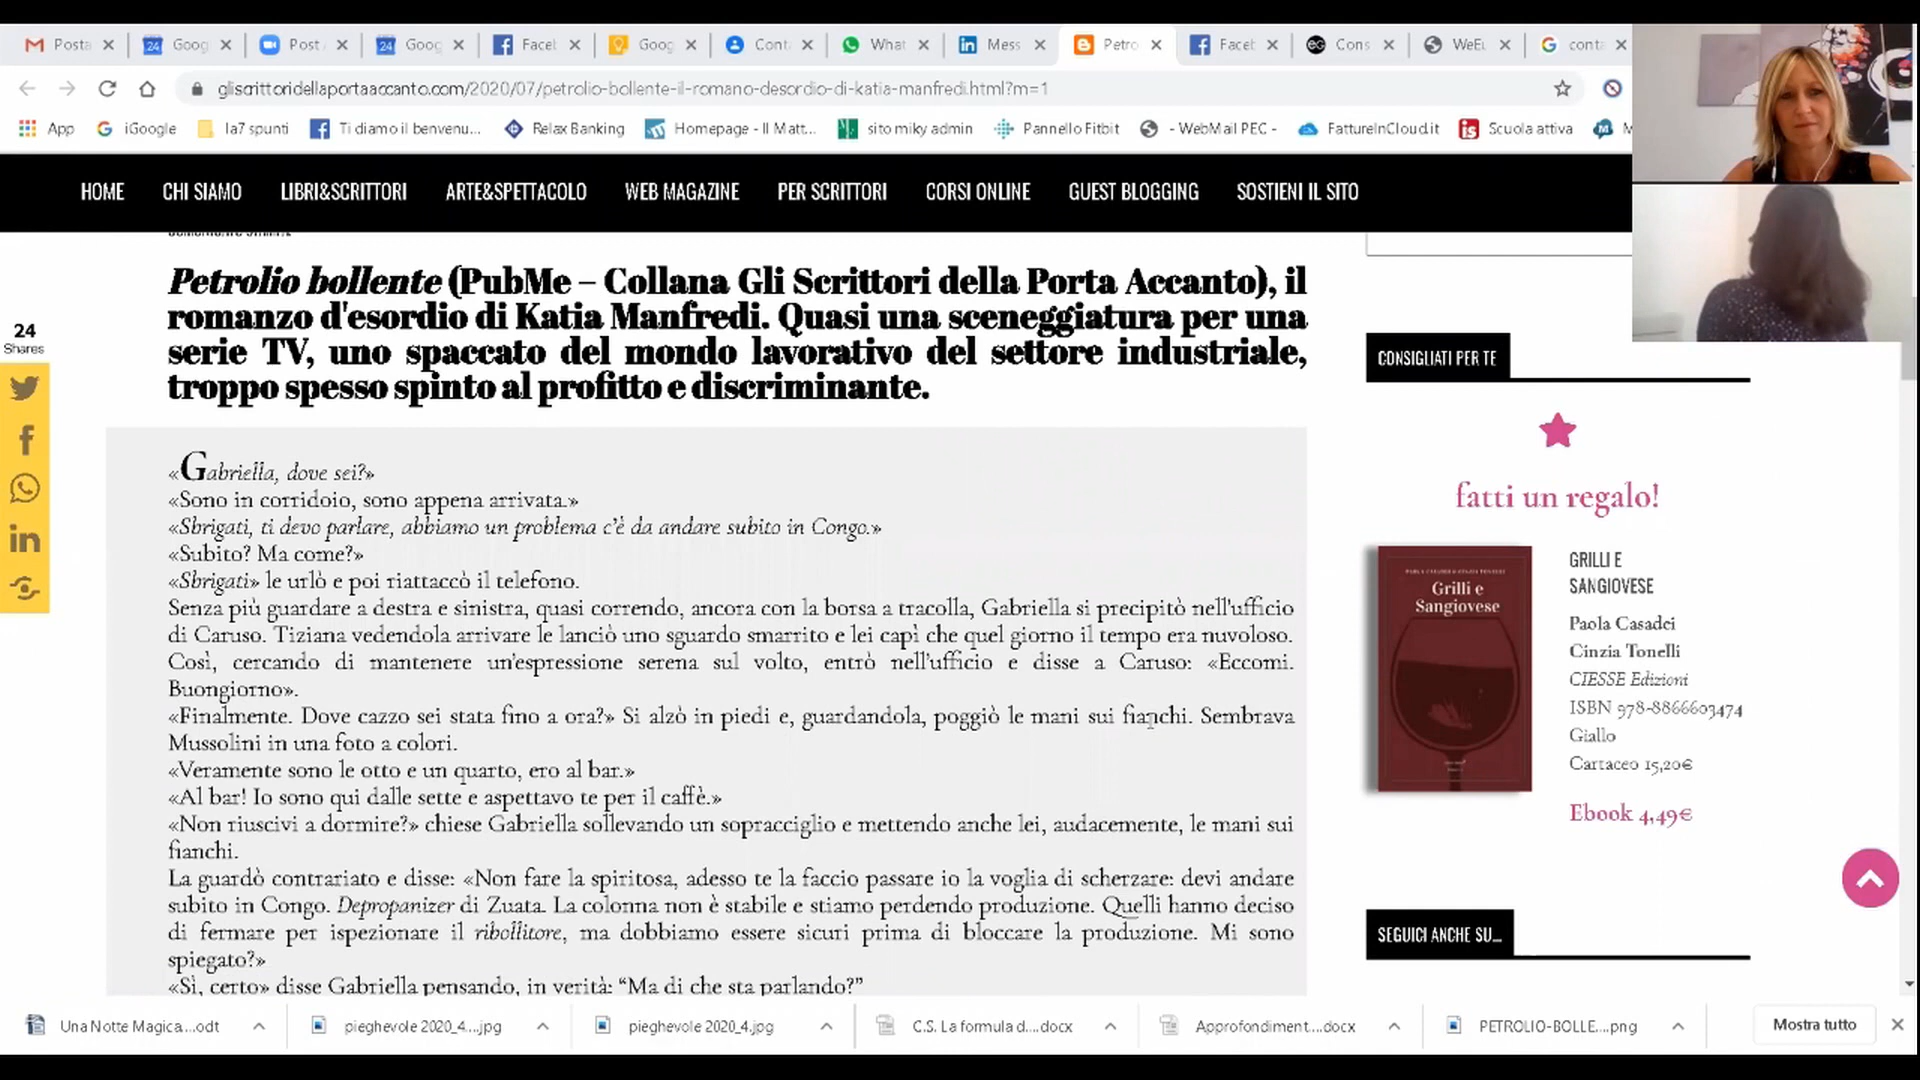 Posta
Goog
Post
Goog
Facel
Goog
Cont
What
Mess
Petro
Faceb
Cons
WeEu
conta
gliscrittoridellaportaaccanto.com/2020/07/petrolio-bollente-il-romano-desordio-di-katia-manfredi.html?m=1
App
iGoogle
la7 spunti
Ti diamo il benvenu...
Relax Banking
Homepage - Il Matt...
sito miky admin
Pannello Fitbit
- WebMail PEC -
FattureInCloud.it
Scuola attiva
HOME
CHI SIAMO
LIBRI&SCRITTORI
ARTE&SPETTACOLO
WEB MAGAZINE
PER SCRITTORI
CORSI ONLINE
GUEST BLOGGING
SOSTIENI IL SITO
Petrolio bollente (PubMe – Collana Gli Scrittori della Porta Accanto), il
romanzo d'esordio di Katia Manfredi. Quasi una sceneggiatura per una
serie TV, uno spaccato del mondo lavorativo del settore industriale,
troppo spesso spinto al profitto e discriminante.
24
Shares
«Gabriella, dove sei?»
«Sono in corridoio, sono appena arrivata.»
«Sbrigati, ti devo parlare, abbiamo un problema c'è da andare subito in Congo.»
«Subito? Ma come?»
«Sbrigati» le urlò e poi riattaccò il telefono.
Senza più guardare a destra e sinistra, quasi correndo, ancora con la borsa a tracolla, Gabriella si precipitò nell'ufficio
di Caruso. Tiziana vedendola arrivare le lanciò uno sguardo smarrito e lei capì che quel giorno il tempo era nuvoloso.
Così, cercando di mantenere un'espressione serena sul volto, entrò nell'ufficio e disse a Caruso: «Eccomi.
Buongiorno».
«Finalmente. Dove cazzo sei stata fino a ora?» Si alzò in piedi e, guardandola, poggiò le mani sui fianchi. Sembrava
Mussolini in una foto a colori.
«Veramente sono le otto e un quarto, ero al bar.»
«Al bar! Io sono qui dalle sette e aspettavo te per il caffè.»
«Non riuscivi a dormire?» chiese Gabriella sollevando un sopracciglio e mettendo anche lei, audacemente, le mani sui
fianchi.
La guardò contrariato e disse: «Non fare la spiritosa, adesso te la faccio passare io la voglia di scherzare: devi andare
subito in Congo. Depropanizer di Zuata. La colonna non è stabile e stiamo perdendo produzione. Quelli hanno deciso
di fermare per ispezionare il ribollitore, ma dobbiamo essere sicuri prima di bloccare la produzione. Mi sono
spiegato?»
«Sì, certo» disse Gabriella pensando, in verità: “Ma di che sta parlando?”
CONSIGLIATI PER TE
fatti un regalo!
PAOLA CASADEI CINZIA TONELLI
Grilli e
Sangiovese
GRILLI E
SANGIOVESE
Paola Casadei
Cinzia Tonelli
CIESSE Edizioni
ISBN 978-8866603474
Giallo
Cartaceo 15,20€
Ebook 4,49€
SEGUICI ANCHE SU...
Una Notte Magica....odt
pieghevole 2020_4....jpg
pieghevole 2020_4.jpg
C.S. La formula d....docx
Approfondiment....docx
PETROLIO-BOLLE....png
Mostra tutto